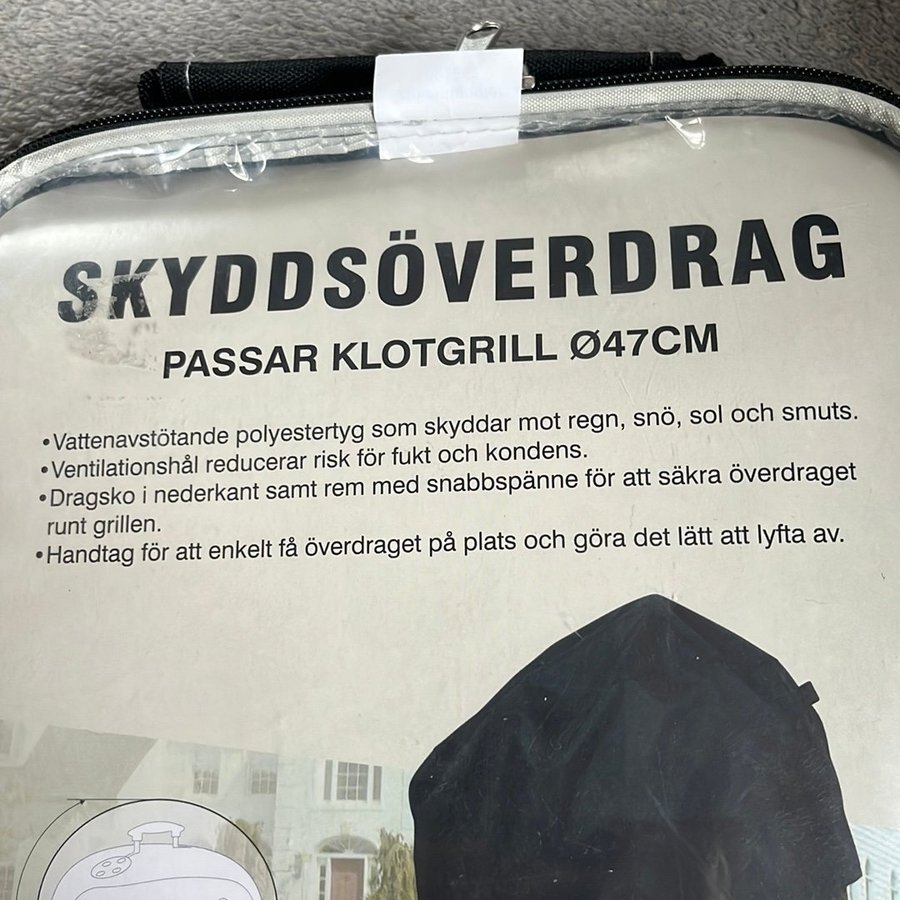 SKYDDSÖVERDRAG
PASSAR KLOTGRILL Ø47CM
•Vattenavstötande polyestertyg som skyddar mot regn, snö, sol och smuts.
•Ventilationshål reducerar risk för fukt och kondens.
•Dragsko i nederkant samt rem med snabbspänne för att säkra överdraget
runt grillen.
•Handtag för att enkelt få överdraget på plats och göra det lätt att lyfta av.